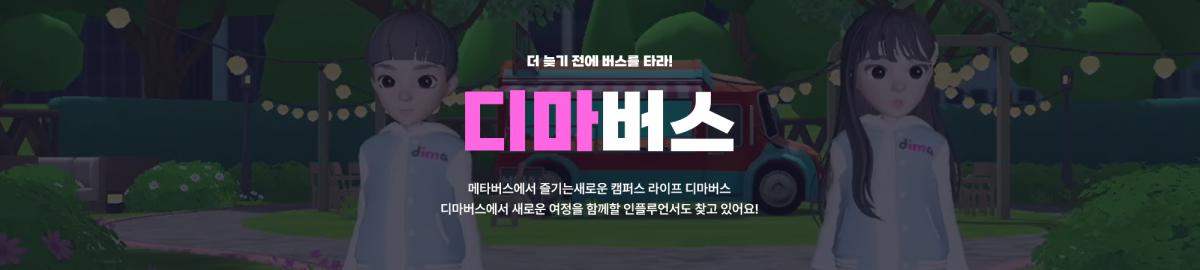 더 늦기 전에 버스를 타라!
디마버스
메타버스에서 즐기는새로운 캠퍼스 라이프 디마버스
디마버스에서 새로운 여정을 함께할 인플루언서도 찾고 있어요!
dima
dima